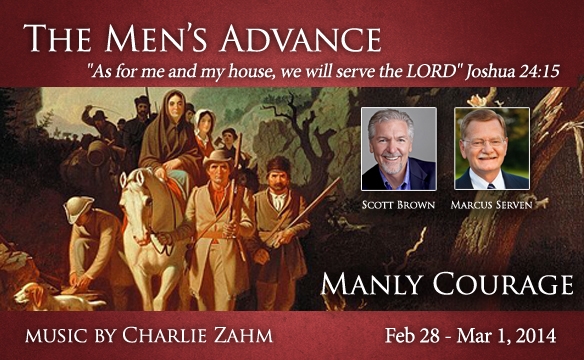 The Men's Advance
"As for me and my house, we will serve the LORD" Joshua 24:15
Scott Brown
Marcus Serven
Manly Courage
music by Charlie Zahm
Feb 28 - Mar 1, 2014